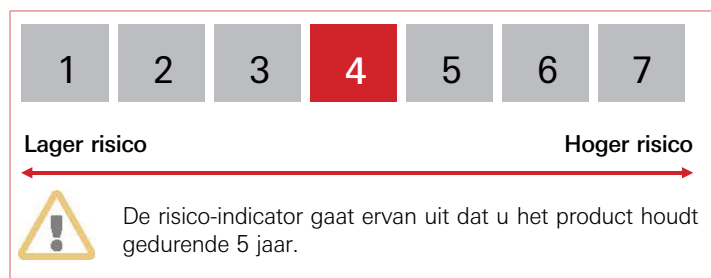 1 2 3 4 5 6 7
Lager risico Hoger risico
De risico-indicator gaat ervan uit dat u het product houdt
gedurende 5 jaar.